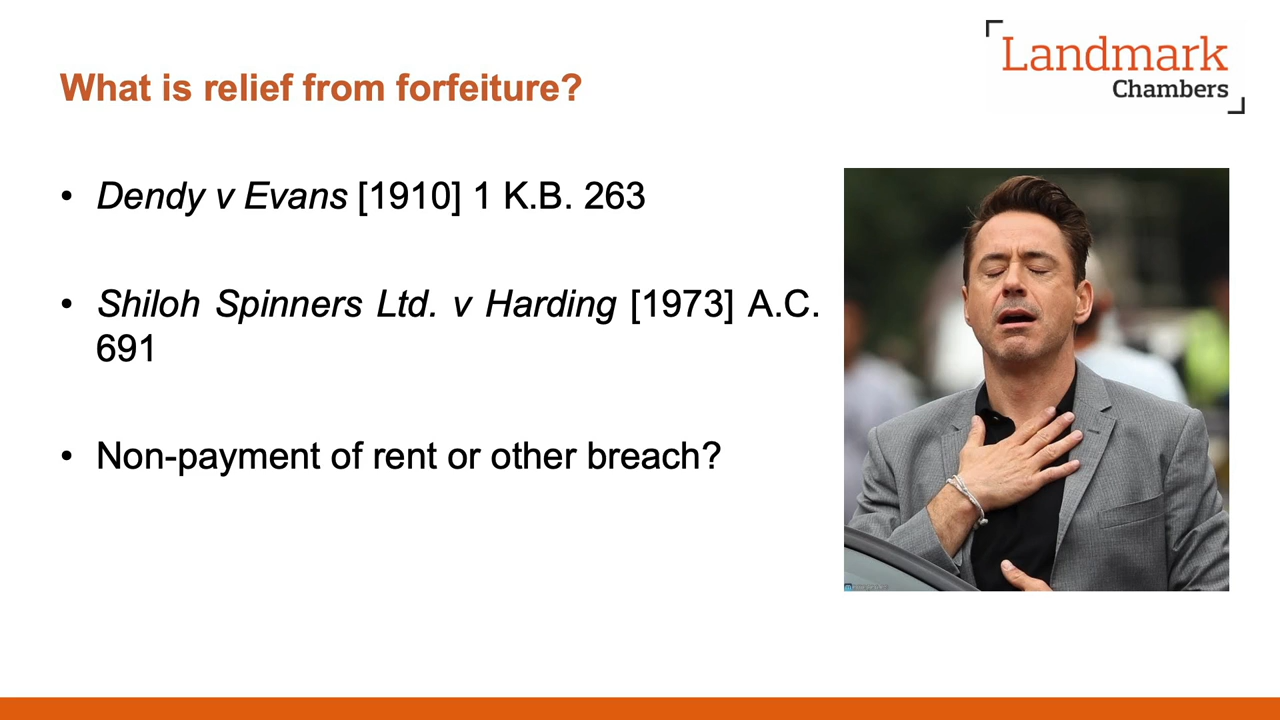 Landmark
Chambers
What is relief from forfeiture?
• Dendy v Evans [1910] 1 K.B. 263
• Shiloh Spinners Ltd. v Harding [1973] A.C.
691
• Non-payment of rent or other breach?